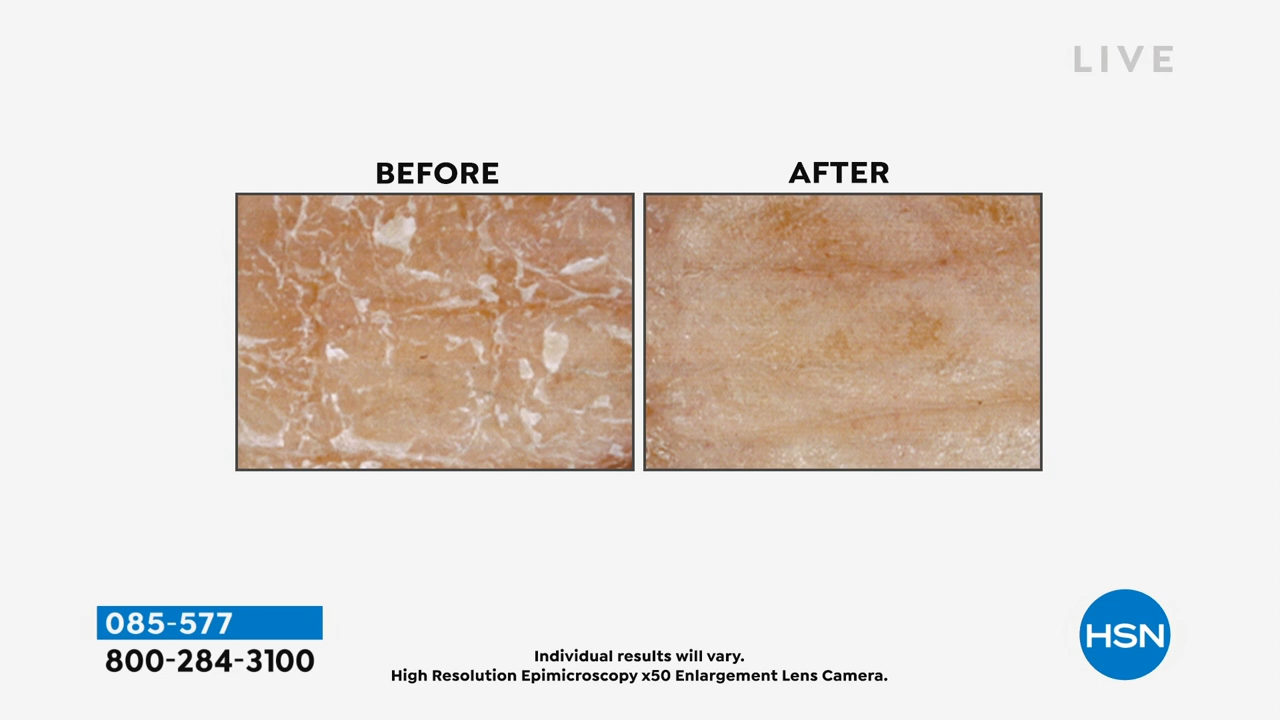 LIVE
BEFORE
AFTER
085-577
800-284-3100
Individual results will vary.
High Resolution Epimicroscopy x50 Enlargement Lens Camera.
HSN